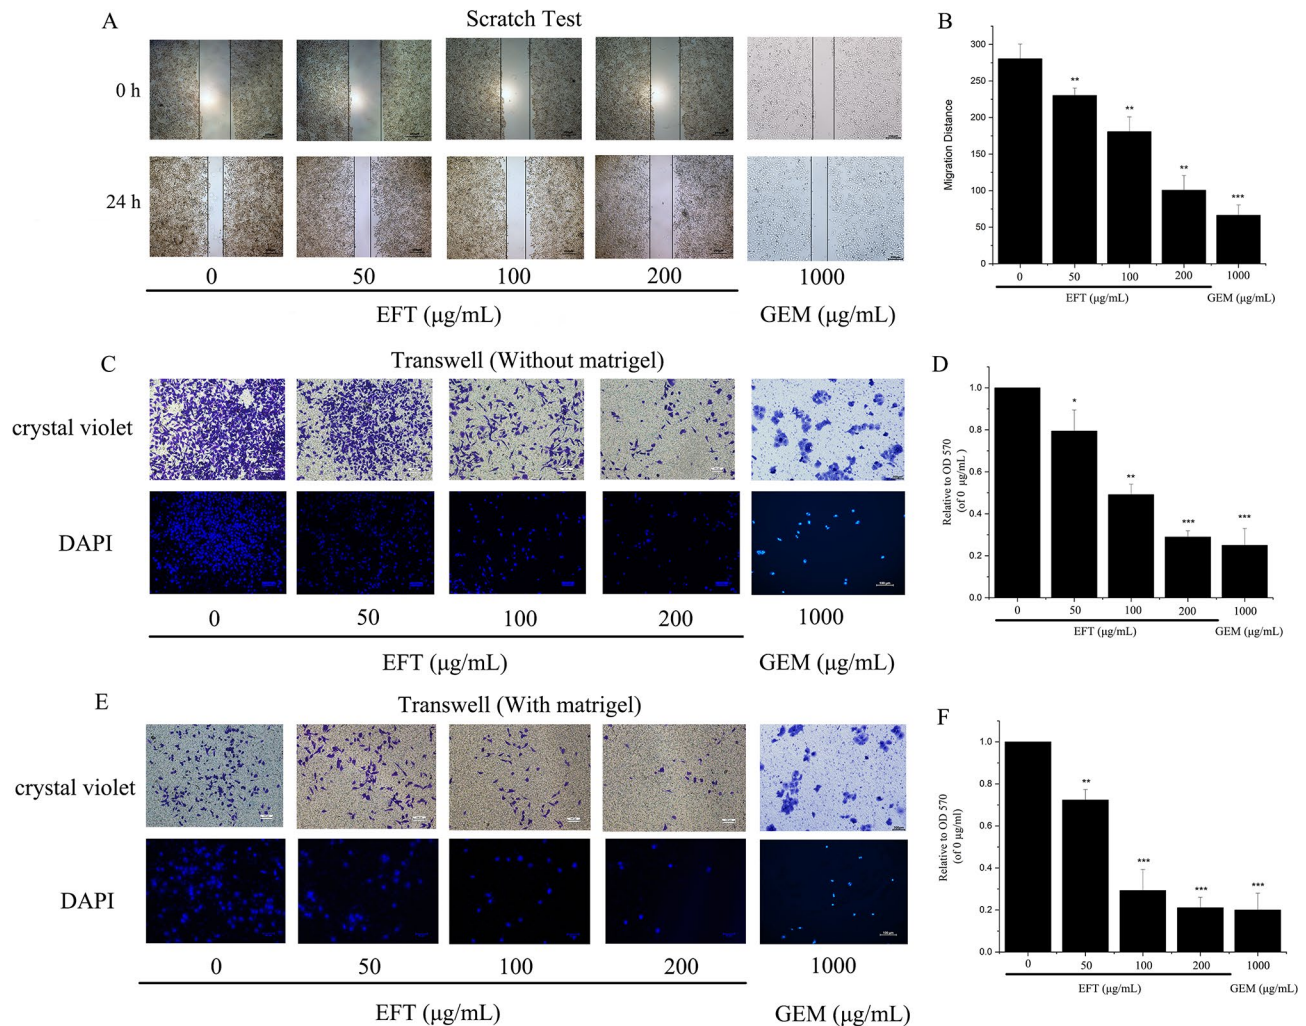 A
Scratch Test
0 h
24 h
0
50
100
200
1000
EFT (μg/mL)
GEM (μg/mL)
B
Migration Distance
300
250
200
150
100
50
0
**
**
**
***
0
50
100
200
1000
EFT (μg/mL)
GEM (μg/mL)
C
Transwell (Without matrigel)
crystal violet
DAPI
0
50
100
200
1000
EFT (μg/mL)
GEM (μg/mL)
D
Relative to OD 570
(of 0 μg/mL )
1.0
0.8
0.6
0.4
0.2
0.0
*
**
***
***
0
50
100
200
1000
EFT (μg/mL)
GEM (μg/mL)
E
Transwell (With matrigel)
crystal violet
DAPI
0
50
100
200
1000
EFT (μg/mL)
GEM (μg/mL)
F
Relative to OD 570
(of 0 μg/ml)
1.0
0.8
0.6
0.4
0.2
0.0
**
***
***
***
0
50
100
200
1000
EFT (μg/mL)
GEM (μg/mL)